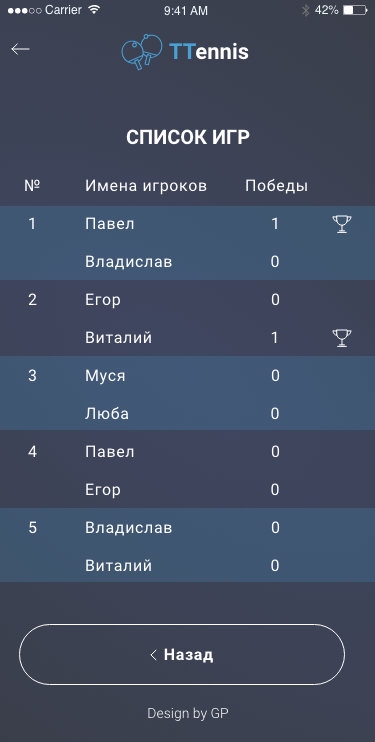 Carrier 9:41 AM 42%
TTennis
СПИСОК ИГР
№ Имена игроков Победы
1 Павел 1
Владислав 0
2 Егор 0
Виталий 1
3 Муся 0
Люба 0
4 Павел 0
Егор 0
5 Владислав 0
Виталий 0
Назад
Design by GP